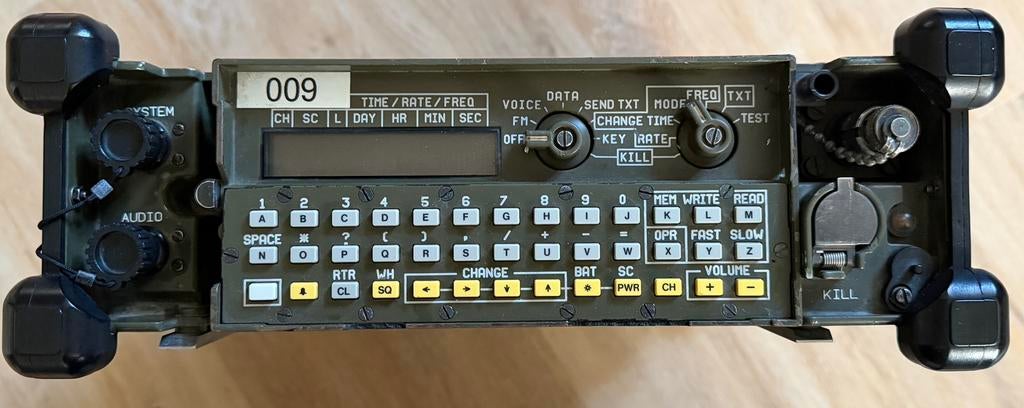 009
SYSTEM
AUDIO
TIME/RATE/FREQ
CH SC L DAY HR MIN SEC
DATA
VOICE SEND TXT
FM CHANGE
OFF KEY
KILL
FREQ TXT
MODE
TIME TEST
RATE
1 2 3 4 5 6 7 8 9 0 MEM WRITE READ
A B C D E F G H I J K L M
SPACE * ? ( ) , / + - = OPR FAST SLOW
N O P Q R S T U V W X Y Z
RTR WH CHANGE BAT SC VOLUME
CL SQ ← → ↓ ↑ PWR CH + -
KILL